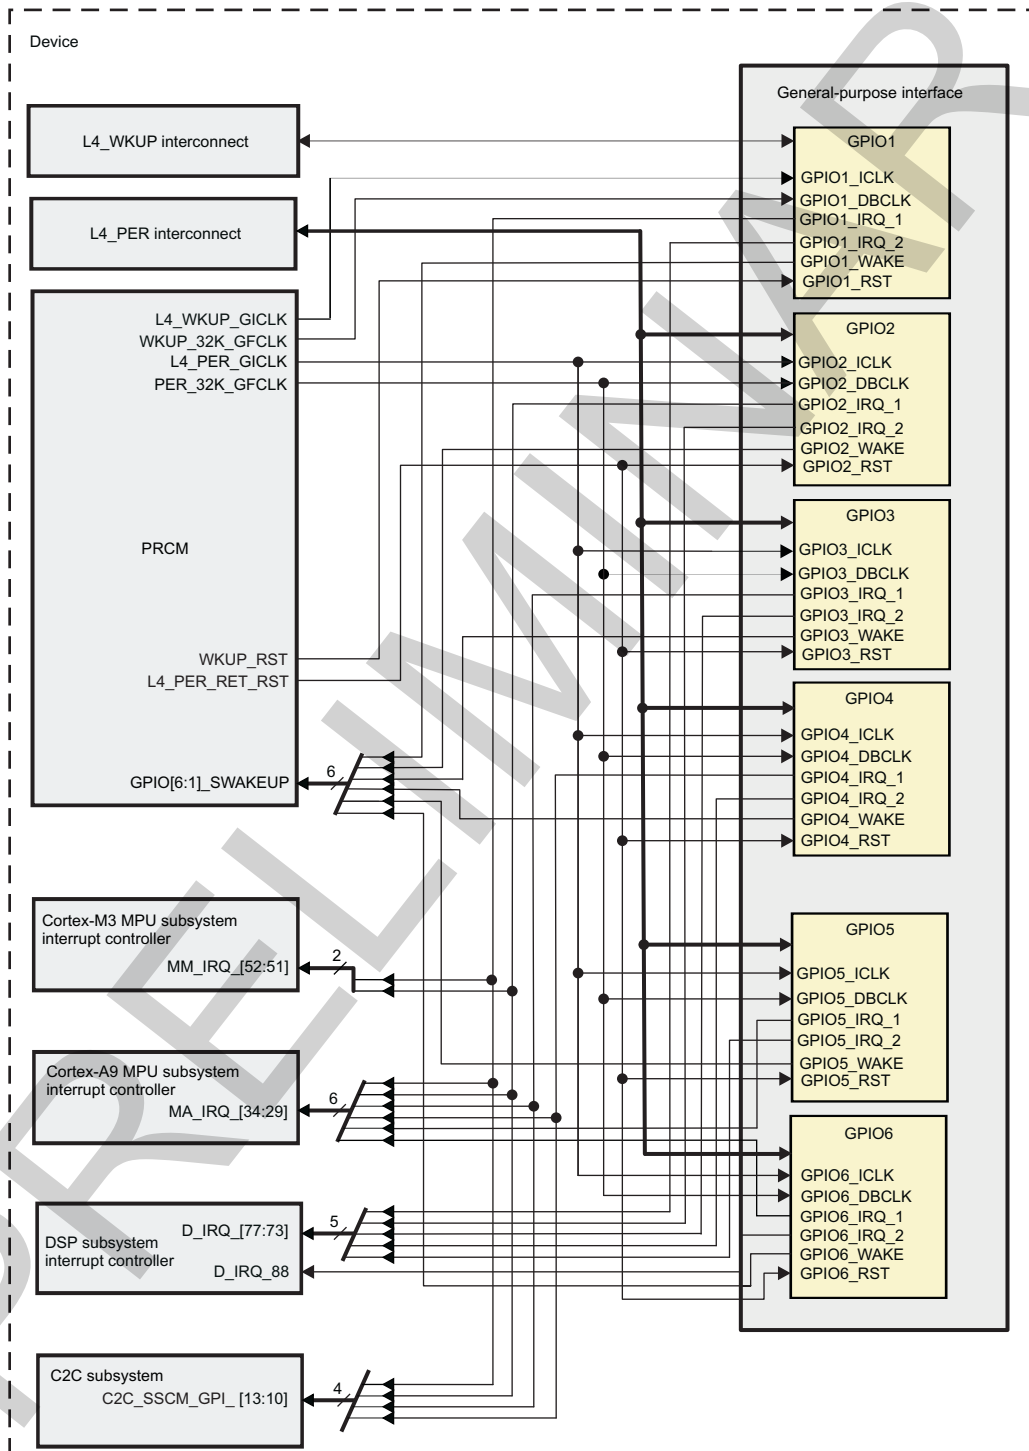 Device
General-purpose interface
L4_WKUP interconnect
L4_PER interconnect
L4_WKUP_GICLK
WKUP_32K_GFCLK
L4_PER_GICLK
PER_32K_GFCLK
PRCM
WKUP_RST
L4_PER_RET_RST
GPIO[6:1]_SWAKEUP
6
Cortex-M3 MPU subsystem
interrupt controller
MM_IRQ_[52:51]
2
Cortex-A9 MPU subsystem
interrupt controller
MA_IRQ_[34:29]
6
D_IRQ_[77:73]
5
DSP subsystem
interrupt controller
D_IRQ_88
C2C subsystem
C2C_SSCM_GPI_ [13:10]
4
GPIO1
GPIO1_ICLK
GPIO1_DBCLK
GPIO1_IRQ_1
GPIO1_IRQ_2
GPIO1_WAKE
GPIO1_RST
GPIO2
GPIO2_ICLK
GPIO2_DBCLK
GPIO2_IRQ_1
GPIO2_IRQ_2
GPIO2_WAKE
GPIO2_RST
GPIO3
GPIO3_ICLK
GPIO3_DBCLK
GPIO3_IRQ_1
GPIO3_IRQ_2
GPIO3_WAKE
GPIO3_RST
GPIO4
GPIO4_ICLK
GPIO4_DBCLK
GPIO4_IRQ_1
GPIO4_IRQ_2
GPIO4_WAKE
GPIO4_RST
GPIO5
GPIO5_ICLK
GPIO5_DBCLK
GPIO5_IRQ_1
GPIO5_IRQ_2
GPIO5_WAKE
GPIO5_RST
GPIO6
GPIO6_ICLK
GPIO6_DBCLK
GPIO6_IRQ_1
GPIO6_IRQ_2
GPIO6_WAKE
GPIO6_RST
PRELIMINAR